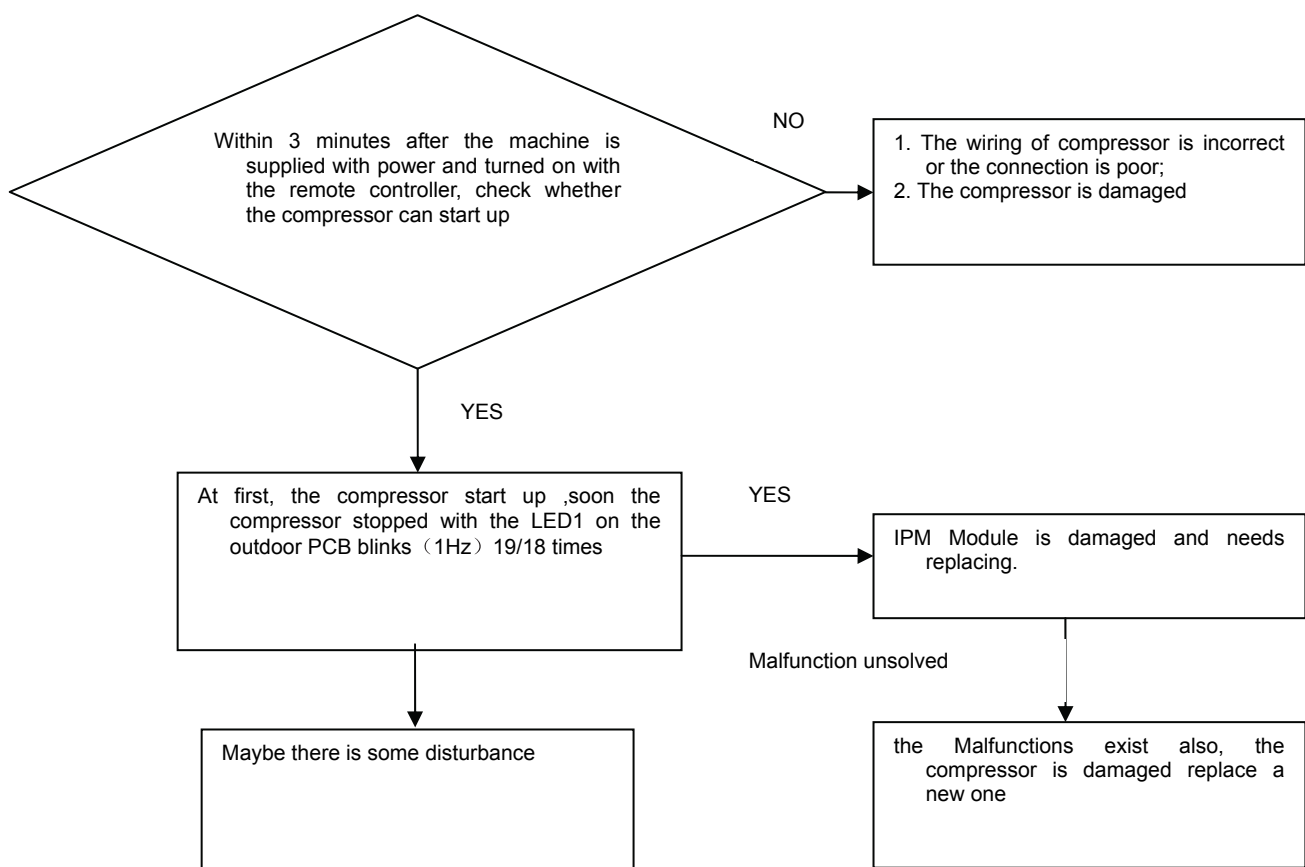 Within 3 minutes after the machine is
supplied with power and turned on with
the remote controller, check whether
the compressor can start up
NO
1. The wiring of compressor is incorrect
or the connection is poor;
2. The compressor is damaged
YES
At first, the compressor start up ,soon the
compressor stopped with the LED1 on the
outdoor PCB blinks（1Hz）19/18 times
YES
IPM Module is damaged and needs
replacing.
Malfunction unsolved
Maybe there is some disturbance
the Malfunctions exist also, the
compressor is damaged replace a
new one